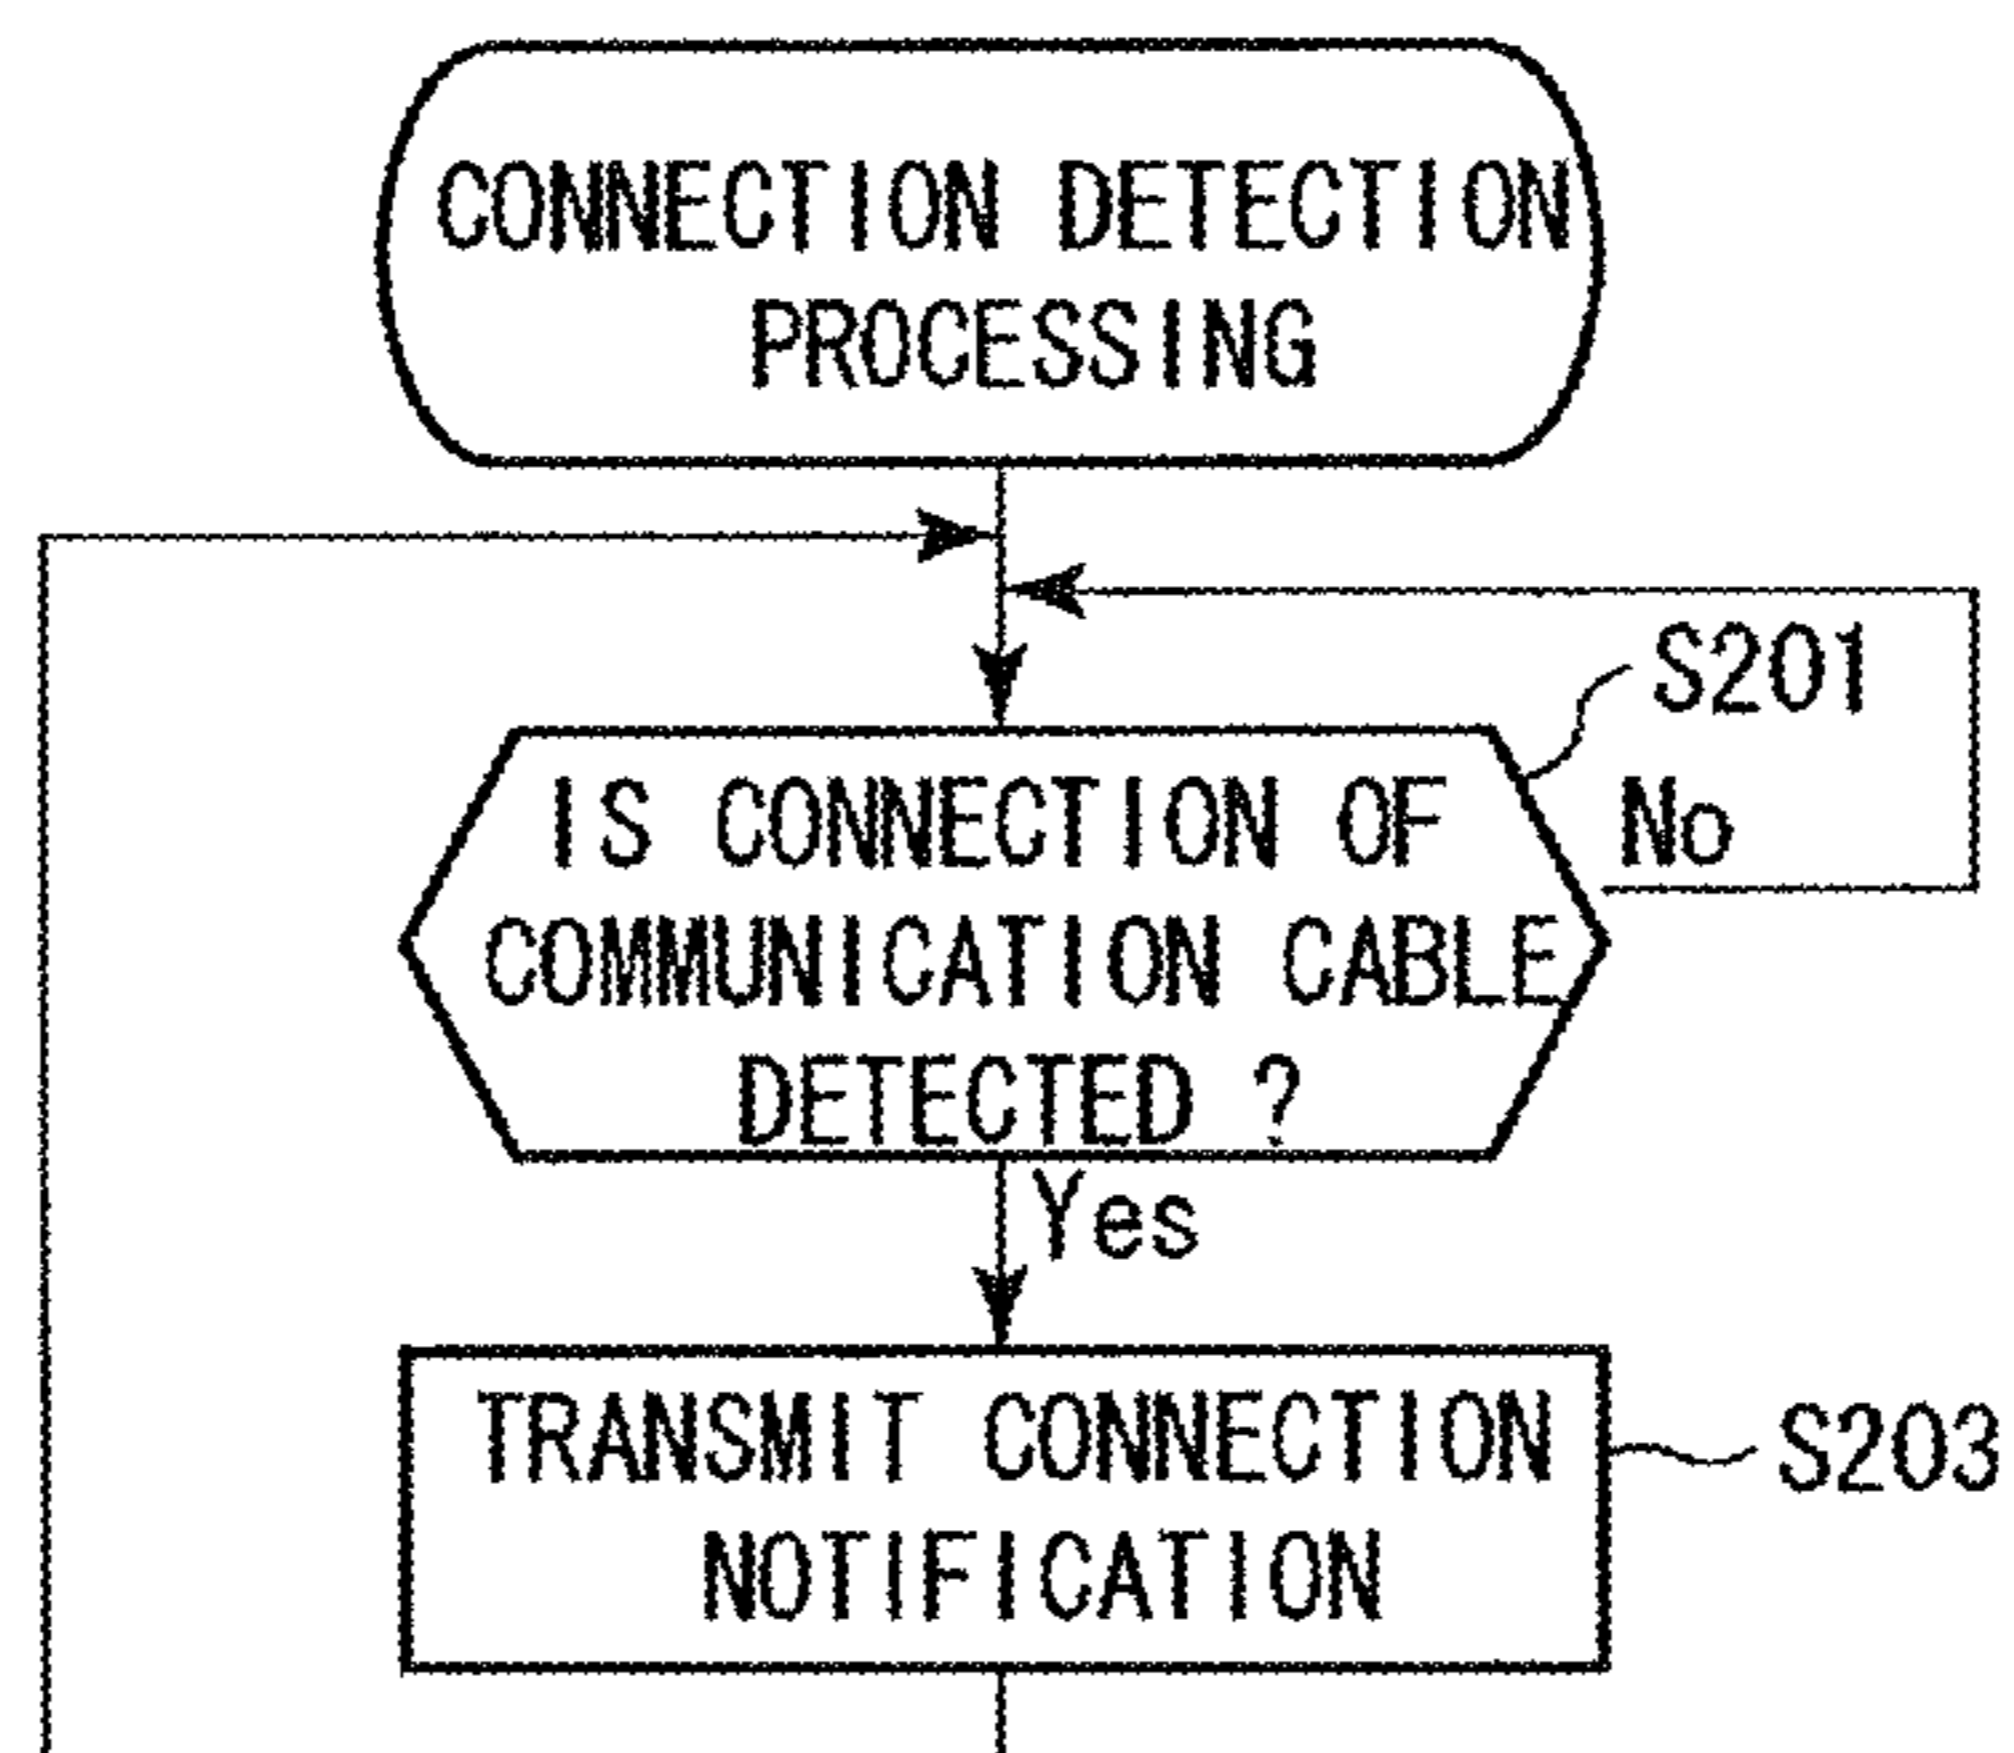 CONNECTION DETECTION
PROCESSING
S201
IS CONNECTION OF
No
COMMUNICATION CABLE
DETECTED ?
Yes
TRANSMIT CONNECTION
S203
NOTIFICATION